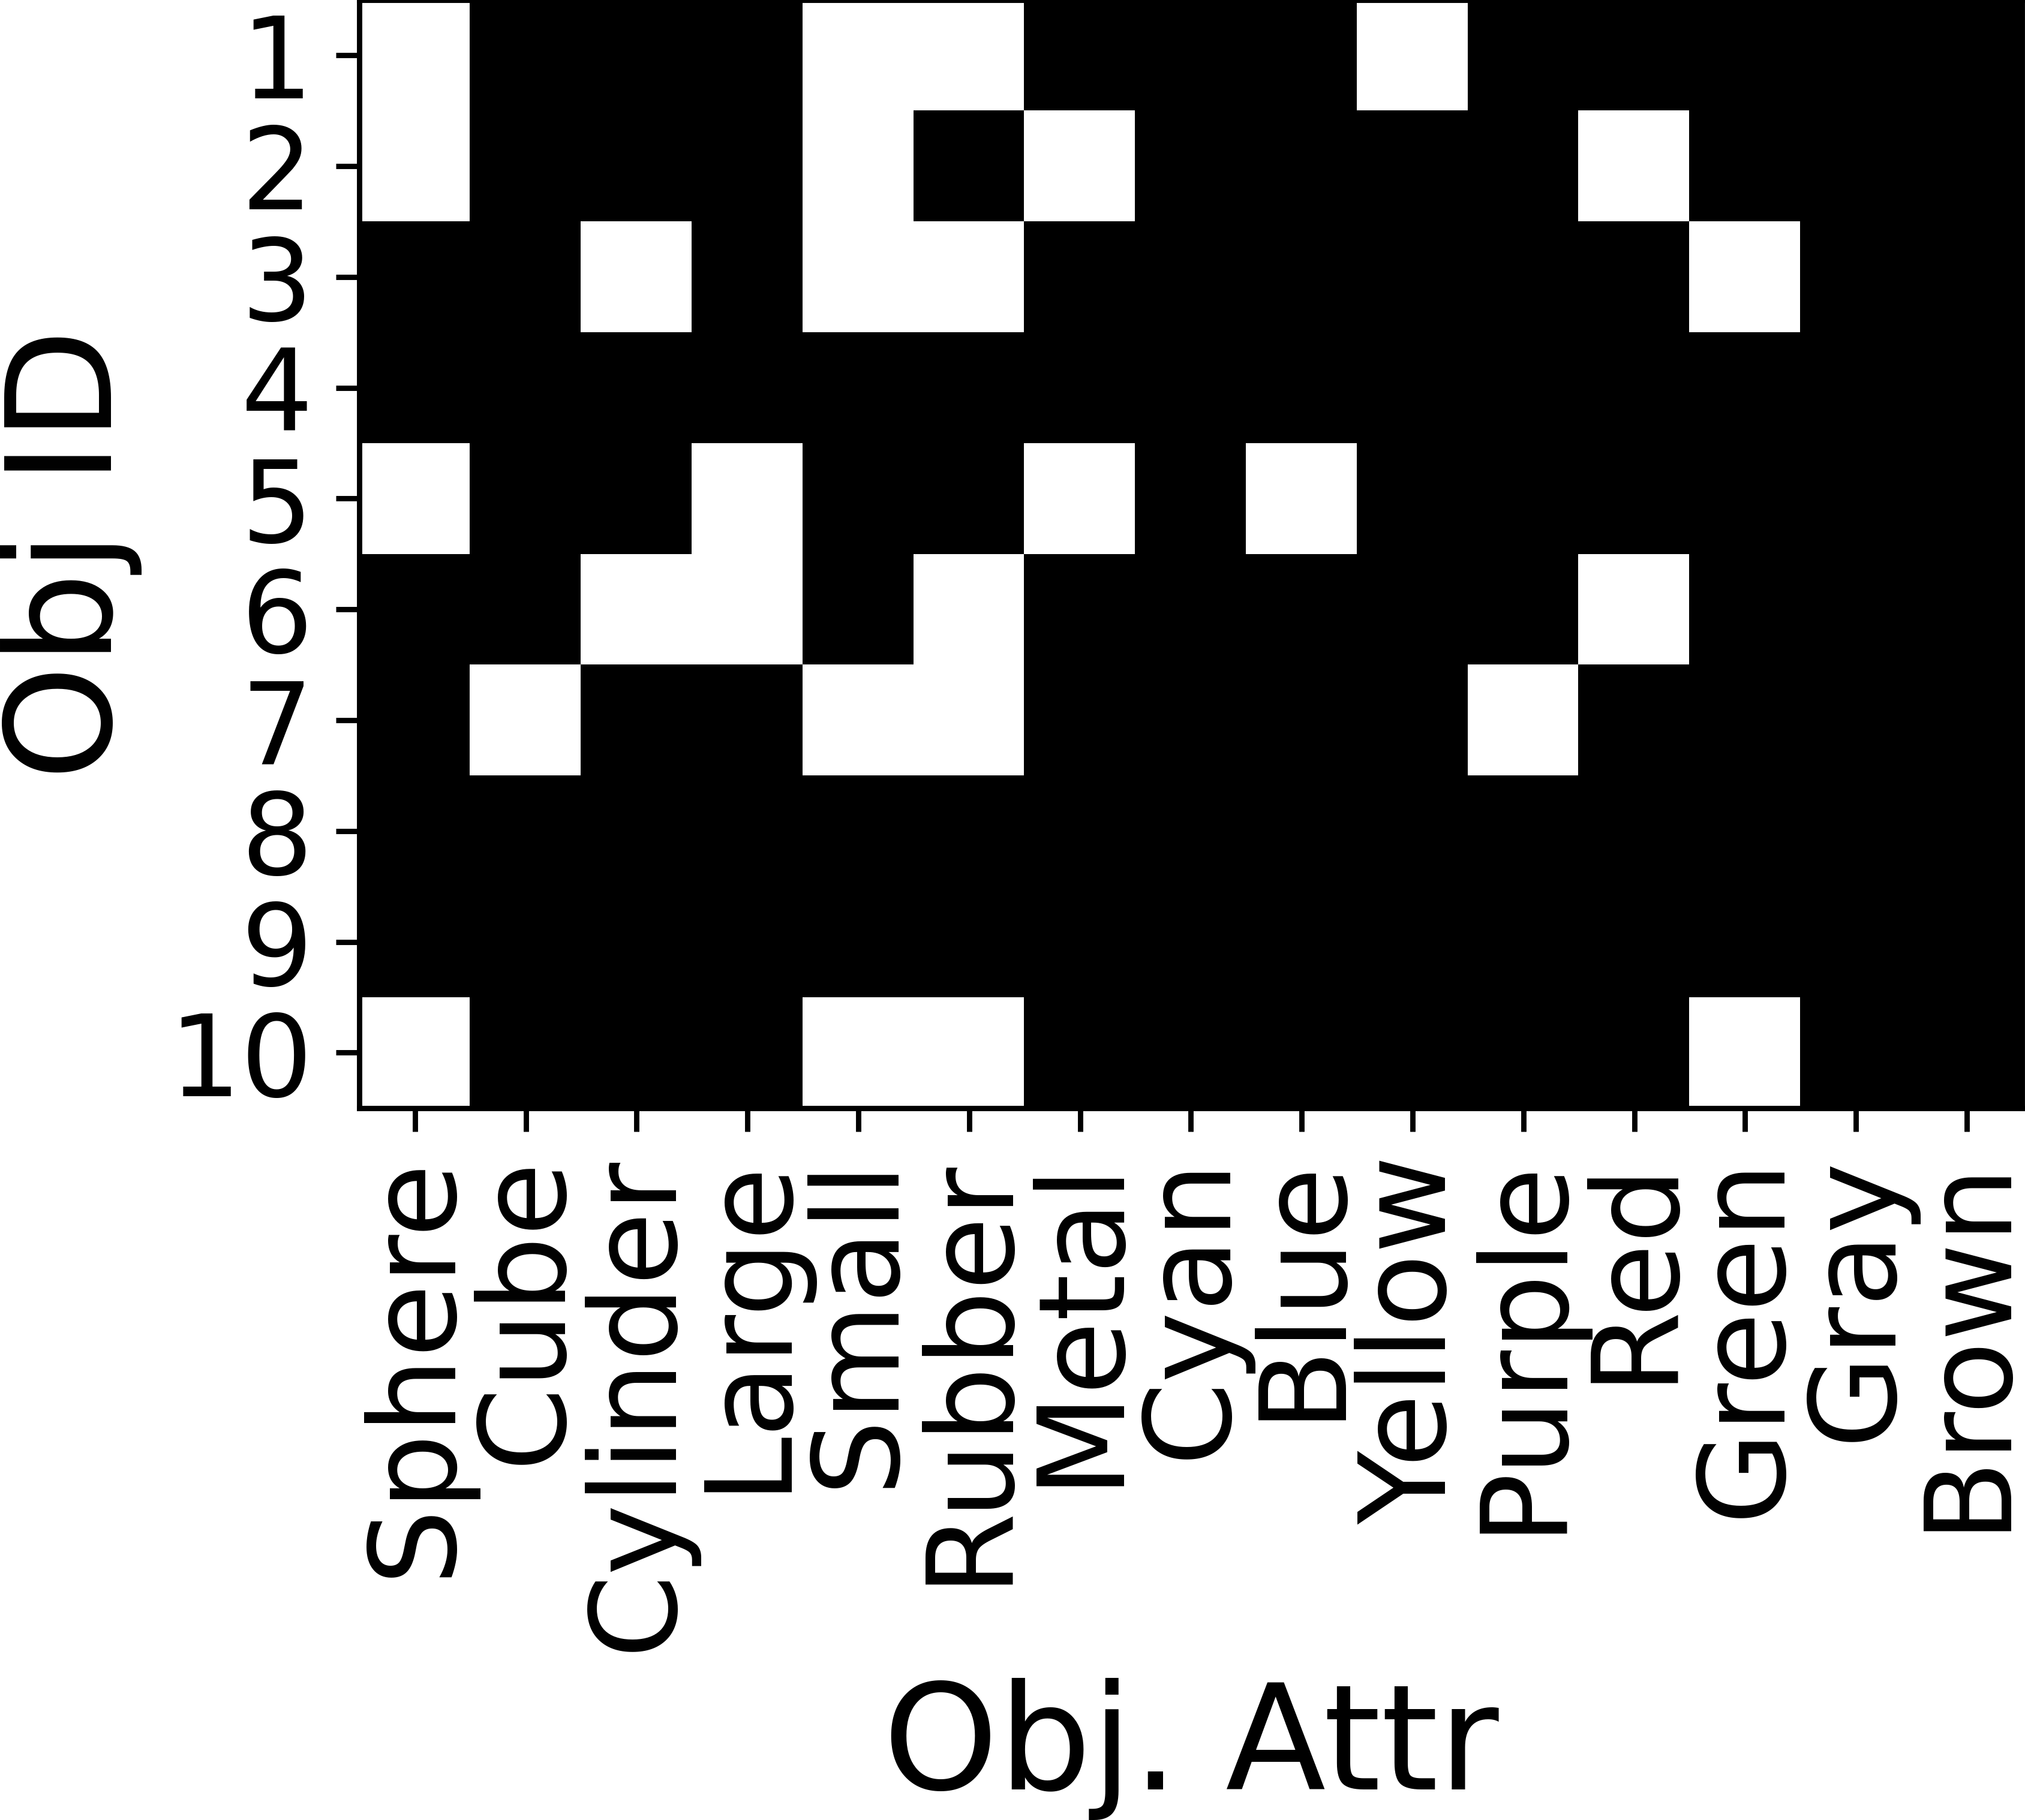 Obj ID
1
2
3
4
5
6
7
8
9
10
Sphere
Cube
Cylinder
Large
Small
Rubber
Metal
Cyan
Blue
Yellow
Purple
Red
Green
Gray
Brown
Obj. Attr